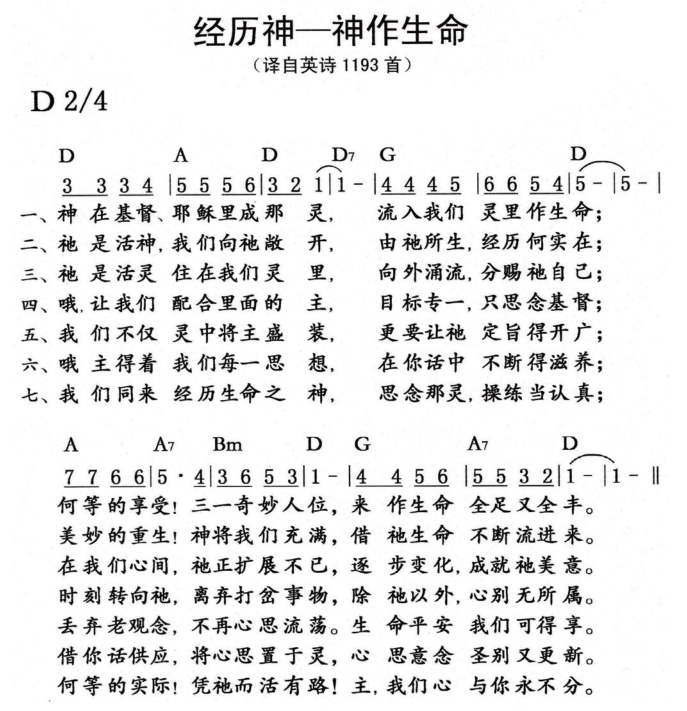 经历神—神作生命
（译自英诗1193首）
D 2/4
D A D D7 G D
3 3 3 4 |5 5 5 6|3 2 1|1 - |4 4 4 5 |6 6 5 4|5 - |5 - |
一、神 在基督、耶稣里成那 灵， 流入我们 灵里作生命；
二、祂 是活神，我们向祂敞 开， 由祂所生，经历何实在；
三、祂 是活灵 住在我们灵 里， 向外涌流，分赐祂自己；
四、哦，让我们 配合里面的 主， 目标专一，只思念基督；
五、我 们不仅 灵中将主盛 装， 更要让祂 定旨得开广；
六、哦 主得着 我们每一思 想， 在你话中 不断得滋养；
七、我 们同来 经历生命之 神， 思念那灵，操练当认真；
A A7 Bm D G A7 D
7 7 6 6|5 · 4|3 6 5 3|1 - |4 4 5 6 |5 5 3 2|1 - |1 - ‖
何等的享受！三一奇妙人位，来 作生命 全足又全丰。
美妙的重生！神将我们充满，借 祂生命 不断流进来。
在我们心间，祂正扩展不已，逐 步变化，成就祂美意。
时刻转向祂，离弃打岔事物，除 祂以外，心别无所属。
丢弃老观念，不再心思流荡。生 命平安 我们可得享。
借你话供应，将心思置于灵，心 思意念 圣别又更新。
何等的实际！凭祂而活有路！主，我们心 与你永不分。